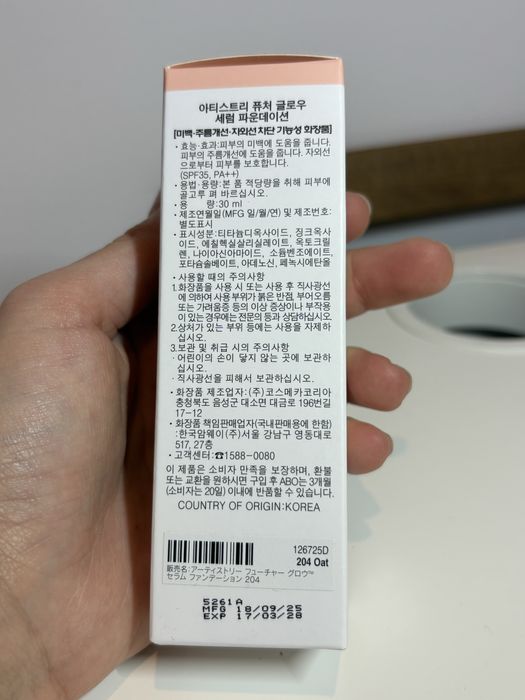 아티스트리 퓨처 글로우
세럼 파운데이션
[미백·주름개선·자외선 차단 기능성 화장품]
• 효능·효과:피부의 미백에 도움을 줍니다.
피부의 주름개선에 도움을 줍니다. 자외선
으로부터 피부를 보호합니다.
(SPF35, PA++)
• 용법·용량:본 품 적당량을 취해 피부에
골고루 펴 바르십시오.
• 용 량:30 ml
• 제조연월일(MFG 일/월/연) 및 제조번호:
별도표시
• 표시성분:티타늄디옥사이드, 징크옥사
이드, 에칠헥실살리실레이트, 옥토크릴
렌, 나이아신아마이드, 소듐벤조에이트,
포타슘솔베이트, 아데노신, 페녹시에탄올
• 사용할 때의 주의사항
1.화장품을 사용 시 또는 사용 후 직사광선
에 의하여 사용 부위가 붉은 반점, 부어오름
또는 가려움증 등의 이상 증상이나 부작용
이 있는 경우에는 전문의 등과 상담하십시오.
2.상처가 있는 부위 등에는 사용을 자제하
십시오.
3.보관 및 취급 시의 주의사항
· 어린이의 손이 닿지 않는 곳에 보관하
십시오.
· 직사광선을 피해서 보관하십시오.
• 화장품 제조업자:(주)코스메카코리아
충청북도 음성군 대소면 대금로 196번길
17-12
• 화장품 책임판매업자(국내판매용에 한함)
:한국암웨이(주)서울 강남구 영동대로
517, 27층
• 고객센터:☎1588-0080
이 제품은 소비자 만족을 보장하며, 환불
또는 교환을 원하시면 구입 후 ABO는 3개월
(소비자는 20일) 이내에 반품할 수 있습니다.
COUNTRY OF ORIGIN:KOREA
126725D
204 Oat
販売名:アーティストリー フューチャー グロウ™
セラム ファンデーション 204
5261A
MFG 18/09/25
EXP 17/03/28